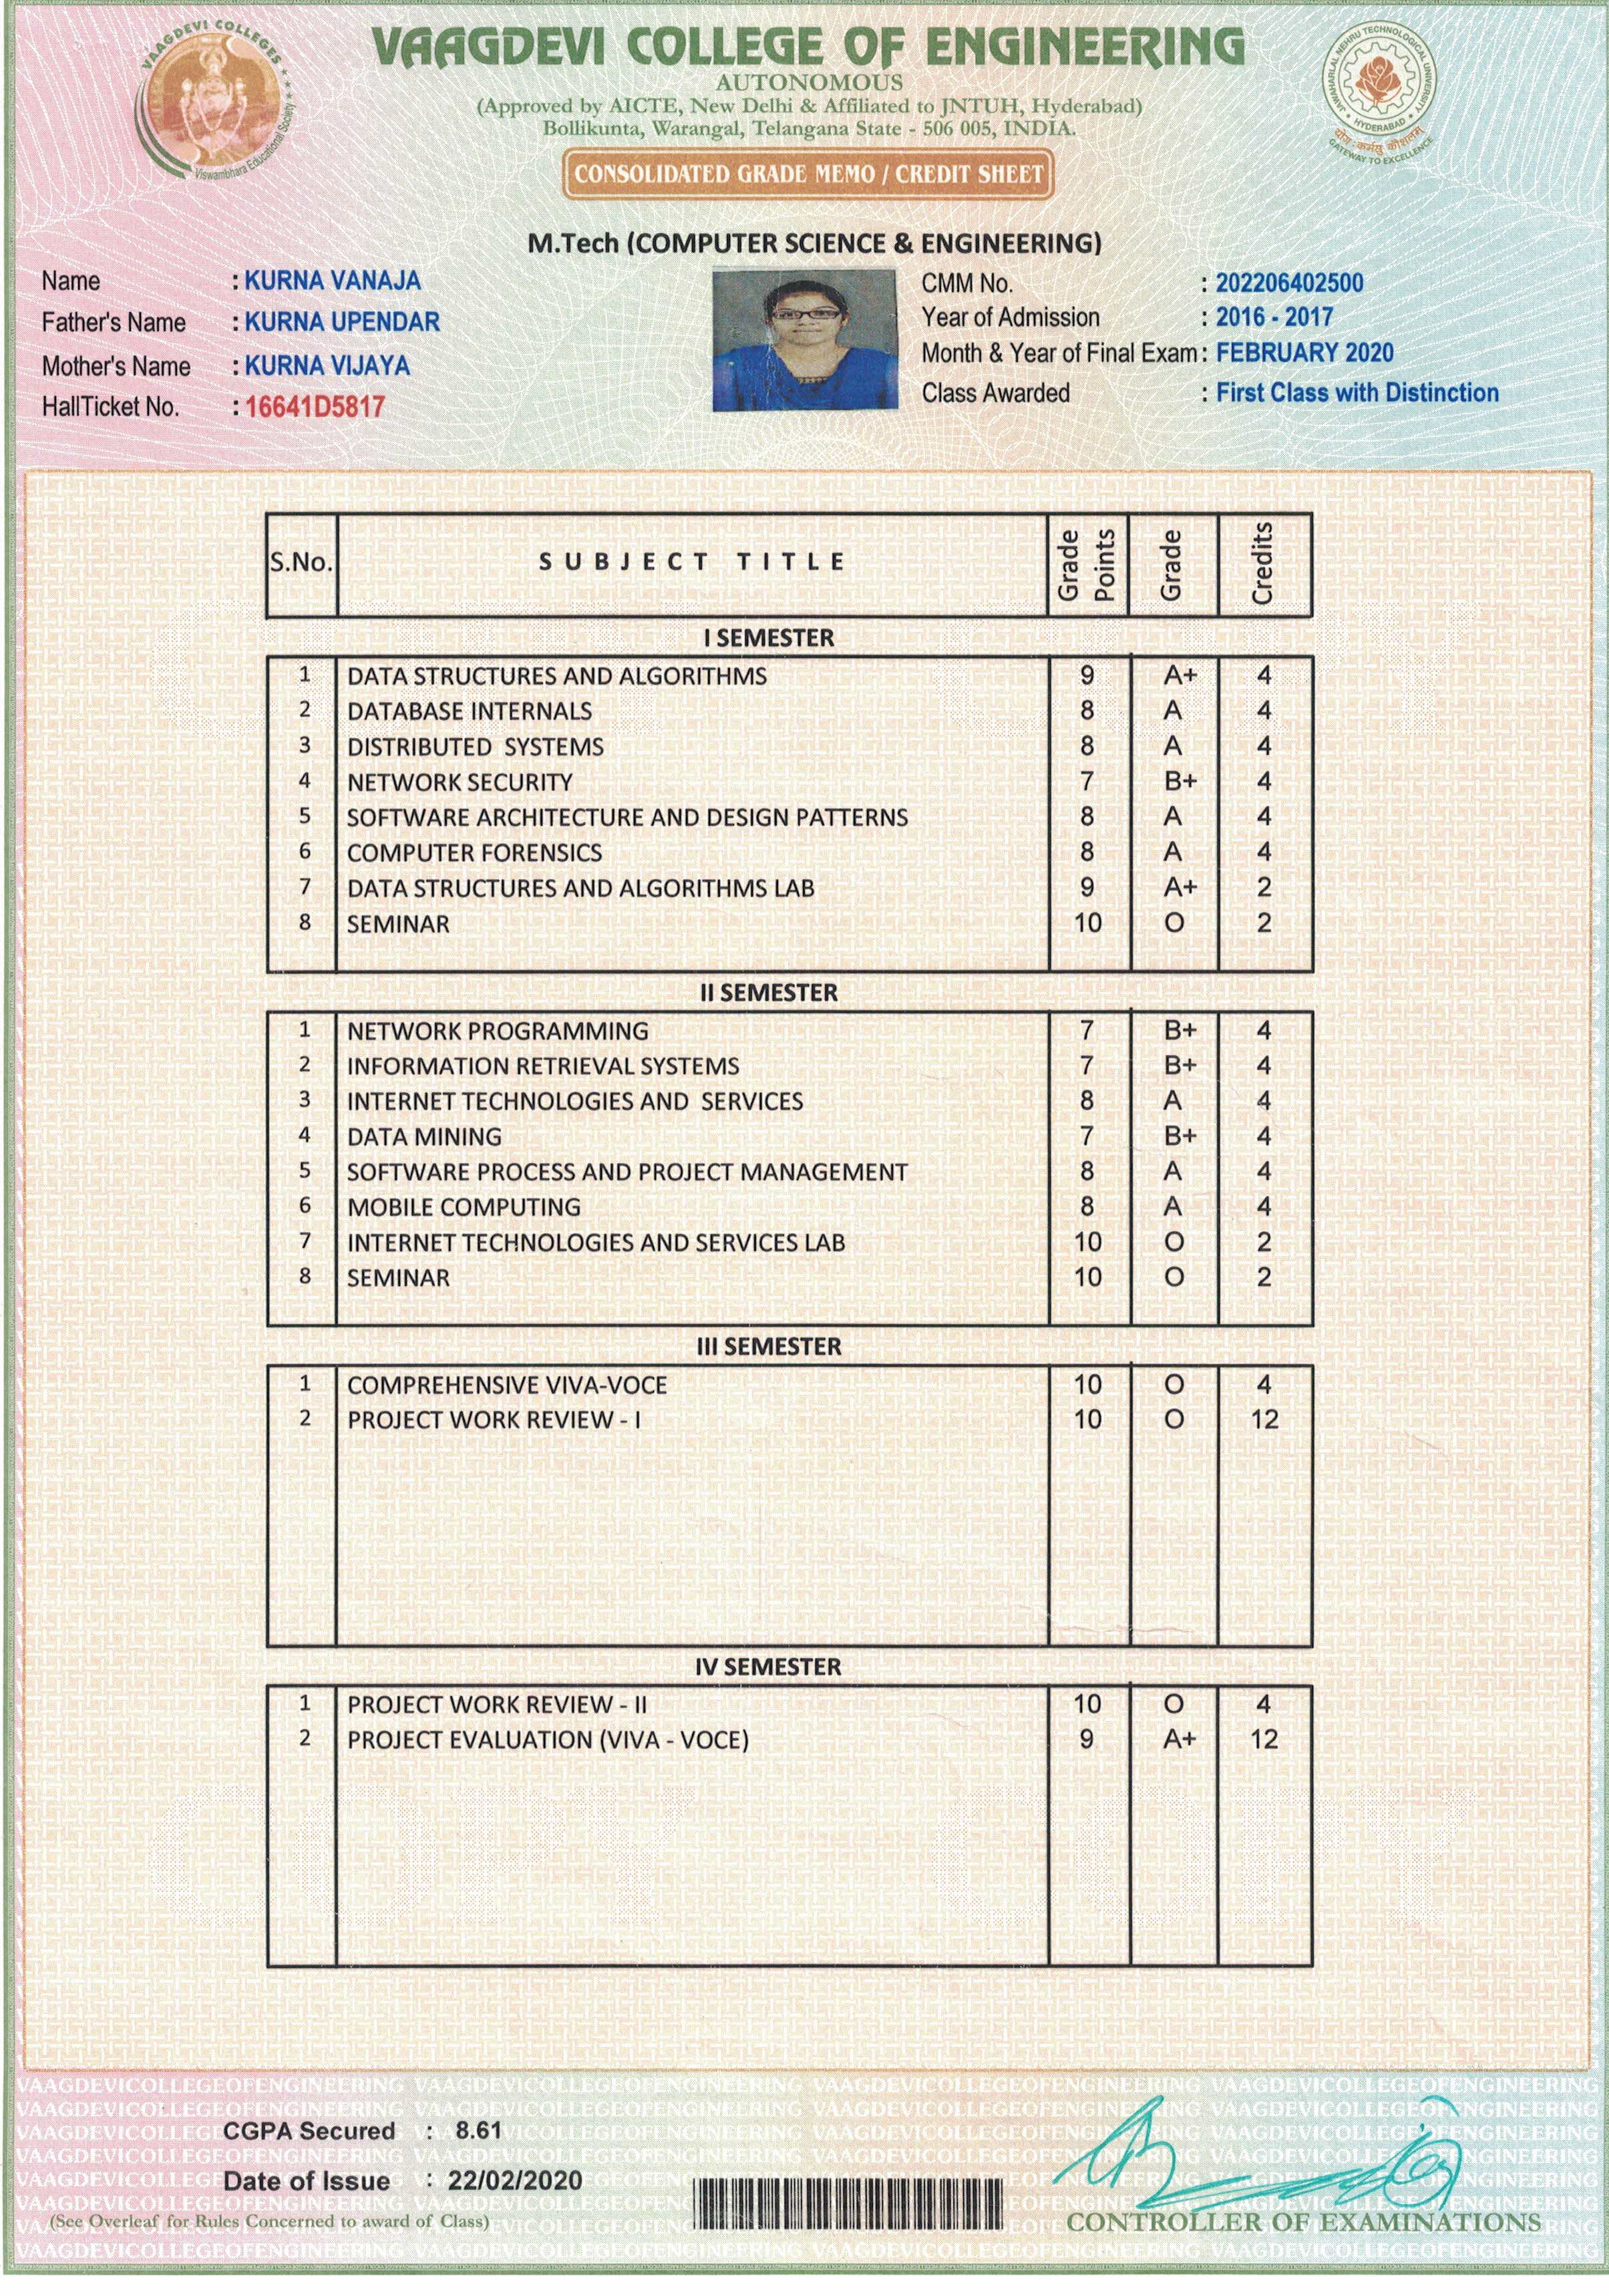 VAAGDEVI COLLEGES
Viswambhara Educational Society
VAAGDEVI COLLEGE OF ENGINEERING
AUTONOMOUS
(Approved by AICTE, New Delhi & Affiliated to JNTUH, Hyderabad)
Bollikunta, Warangal, Telangana State - 506 005, INDIA.
JAWAHARLAL NEHRU TECHNOLOGICAL UNIVERSITY
HYDERABAD
GATEWAY TO EXCELLENCE
CONSOLIDATED GRADE MEMO / CREDIT SHEET
M.Tech (COMPUTER SCIENCE & ENGINEERING)
Name : KURNA VANAJA
Father's Name : KURNA UPENDAR
Mother's Name : KURNA VIJAYA
HallTicket No. : 16641D5817
CMM No. : 202206402500
Year of Admission : 2016 - 2017
Month & Year of Final Exam : FEBRUARY 2020
Class Awarded : First Class with Distinction
S.No. SUBJECT TITLE Grade Points Grade Credits
I SEMESTER
1 DATA STRUCTURES AND ALGORITHMS 9 A+ 4
2 DATABASE INTERNALS 8 A 4
3 DISTRIBUTED SYSTEMS 8 A 4
4 NETWORK SECURITY 7 B+ 4
5 SOFTWARE ARCHITECTURE AND DESIGN PATTERNS 8 A 4
6 COMPUTER FORENSICS 8 A 4
7 DATA STRUCTURES AND ALGORITHMS LAB 9 A+ 2
8 SEMINAR 10 O 2
II SEMESTER
1 NETWORK PROGRAMMING 7 B+ 4
2 INFORMATION RETRIEVAL SYSTEMS 7 B+ 4
3 INTERNET TECHNOLOGIES AND SERVICES 8 A 4
4 DATA MINING 7 B+ 4
5 SOFTWARE PROCESS AND PROJECT MANAGEMENT 8 A 4
6 MOBILE COMPUTING 8 A 4
7 INTERNET TECHNOLOGIES AND SERVICES LAB 10 O 2
8 SEMINAR 10 O 2
III SEMESTER
1 COMPREHENSIVE VIVA-VOCE 10 O 4
2 PROJECT WORK REVIEW - I 10 O 12
IV SEMESTER
1 PROJECT WORK REVIEW - II 10 O 4
2 PROJECT EVALUATION (VIVA - VOCE) 9 A+ 12
COPY COPY
CGPA Secured : 8.61
Date of Issue : 22/02/2020
(See Overleaf for Rules Concerned to award of Class)
CONTROLLER OF EXAMINATIONS